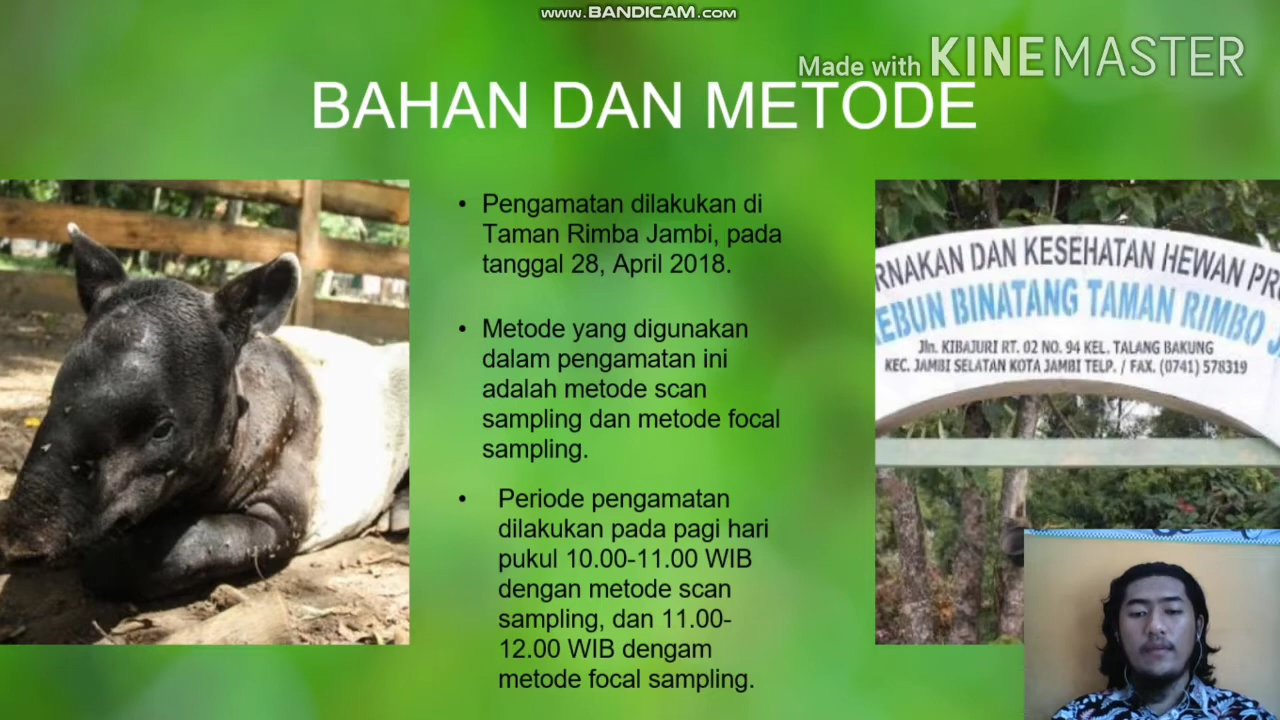 www.BANDICAM.com
Made with KINEMASTER
BAHAN DAN METODE
• Pengamatan dilakukan di
Taman Rimba Jambi, pada
tanggal 28, April 2018.
• Metode yang digunakan
dalam pengamatan ini
adalah metode scan
sampling dan metode focal
sampling.
• Periode pengamatan
dilakukan pada pagi hari
pukul 10.00-11.00 WIB
dengan metode scan
sampling, dan 11.00-
12.00 WIB dengam
metode focal sampling.
RNAKAN DAN KESEHATAN HEWAN PR
KEBUN BINATANG TAMAN RIMBO J
Jln. KIBAJURI RT. 02 NO. 94 KEL. TALANG BAKUNG
KEC. JAMBI SELATAN KOTA JAMBI TELP. / FAX. (0741) 578319